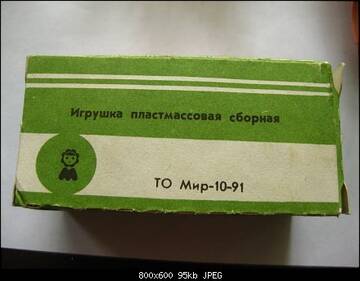 Игрушка пластмассовая сборная
ТО Мир-10-91
800x600 95kb JPEG